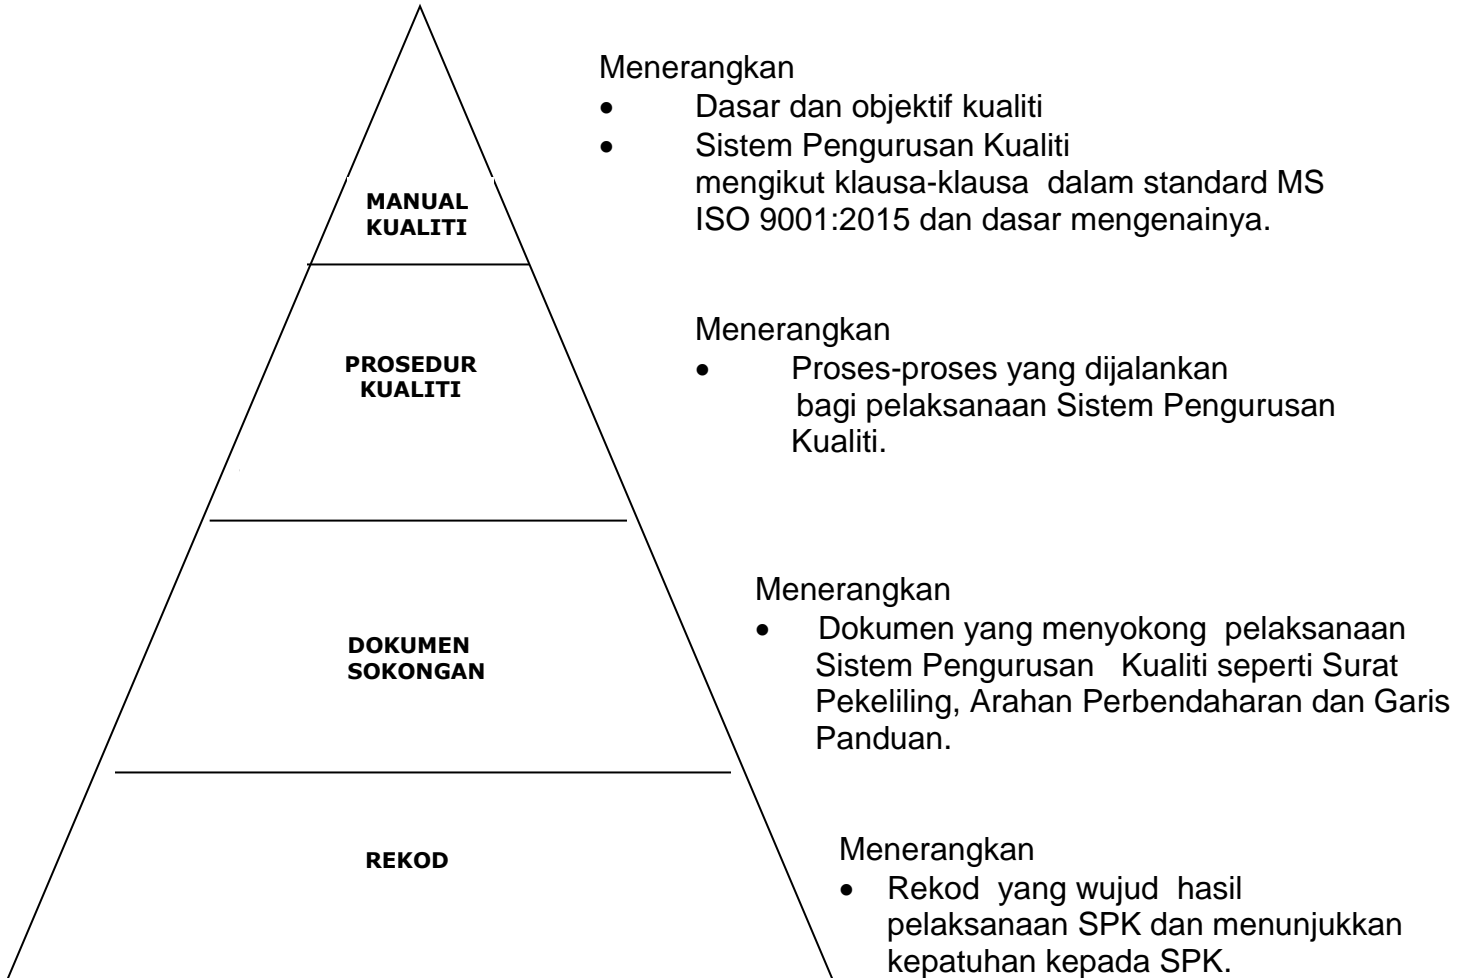 Menerangkan
• Dasar dan objektif kualiti
• Sistem Pengurusan Kualiti
mengikut klausa-klausa dalam standard MS
ISO 9001:2015 dan dasar mengenainya.
MANUAL
KUALITI
Menerangkan
• Proses-proses yang dijalankan
bagi pelaksanaan Sistem Pengurusan
Kualiti.
PROSEDUR
KUALITI
Menerangkan
• Dokumen yang menyokong pelaksanaan
Sistem Pengurusan Kualiti seperti Surat
Pekeliling, Arahan Perbendaharan dan Garis
Panduan.
DOKUMEN
SOKONGAN
Menerangkan
• Rekod yang wujud hasil
pelaksanaan SPK dan menunjukkan
kepatuhan kepada SPK.
REKOD